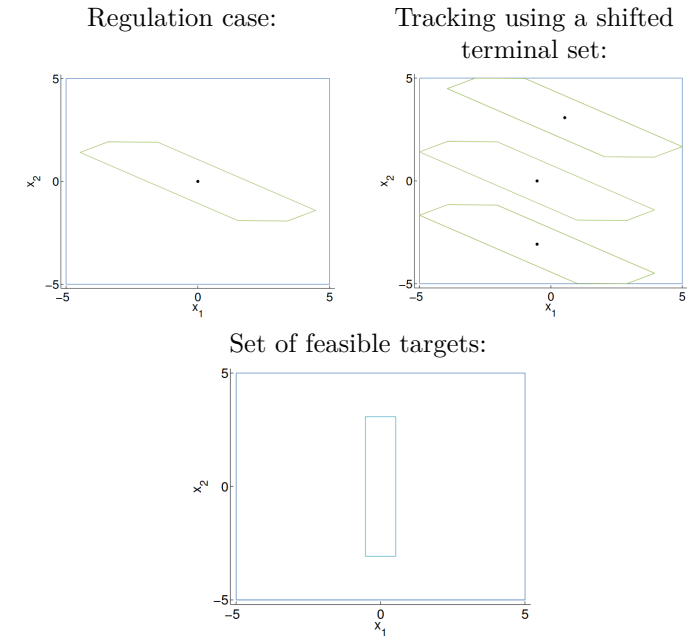 Regulation case:
Tracking using a shifted
terminal set:
5
x2
0
−5
−5
0
5
x1
5
x2
0
−5
−5
0
5
x1
Set of feasible targets:
5
x2
0
−5
−5
0
5
x1